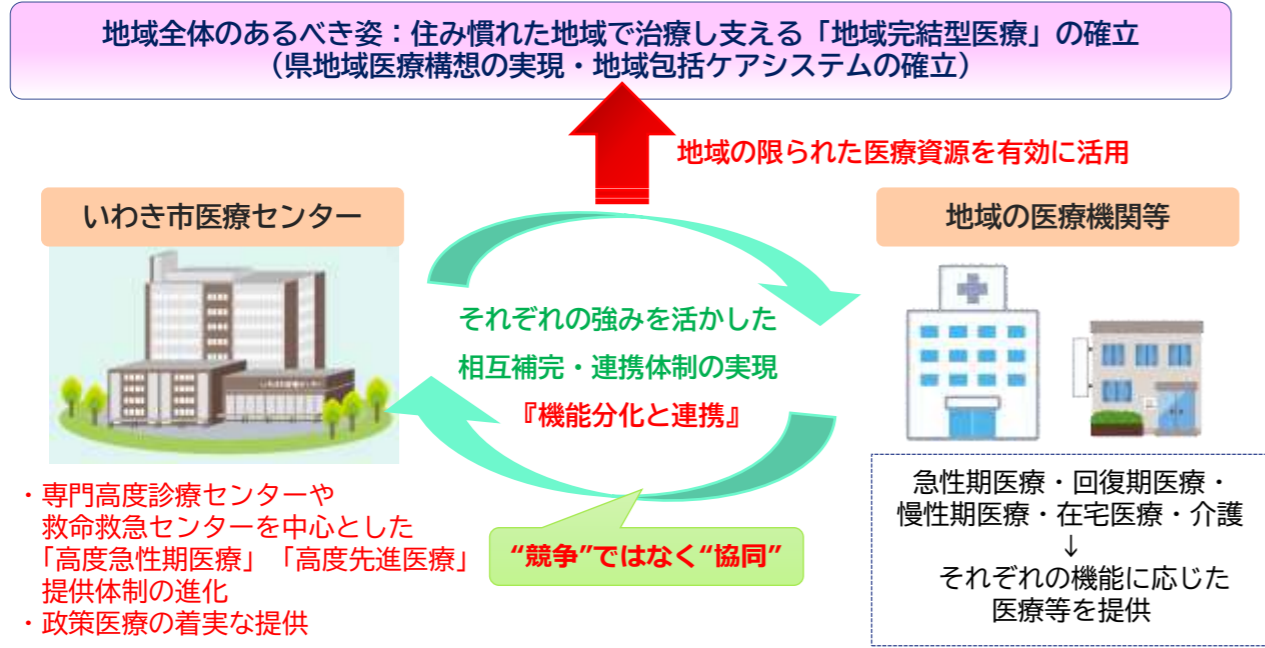 地域全体のあるべき姿：住み慣れた地域で治療し支える「地域完結型医療」の確立
（県地域医療構想の実現・地域包括ケアシステムの確立）
地域の限られた医療資源を有効に活用
いわき市医療センター
地域の医療機関等
それぞれの強みを活かした
相互補完・連携体制の実現
『機能分化と連携』
“競争”ではなく“協同”
・専門高度診療センターや
救命救急センターを中心とした
「高度急性期医療」「高度先進医療」
提供体制の進化
・政策医療の着実な提供
急性期医療・回復期医療・
慢性期医療・在宅医療・介護
↓
それぞれの機能に応じた
医療等を提供